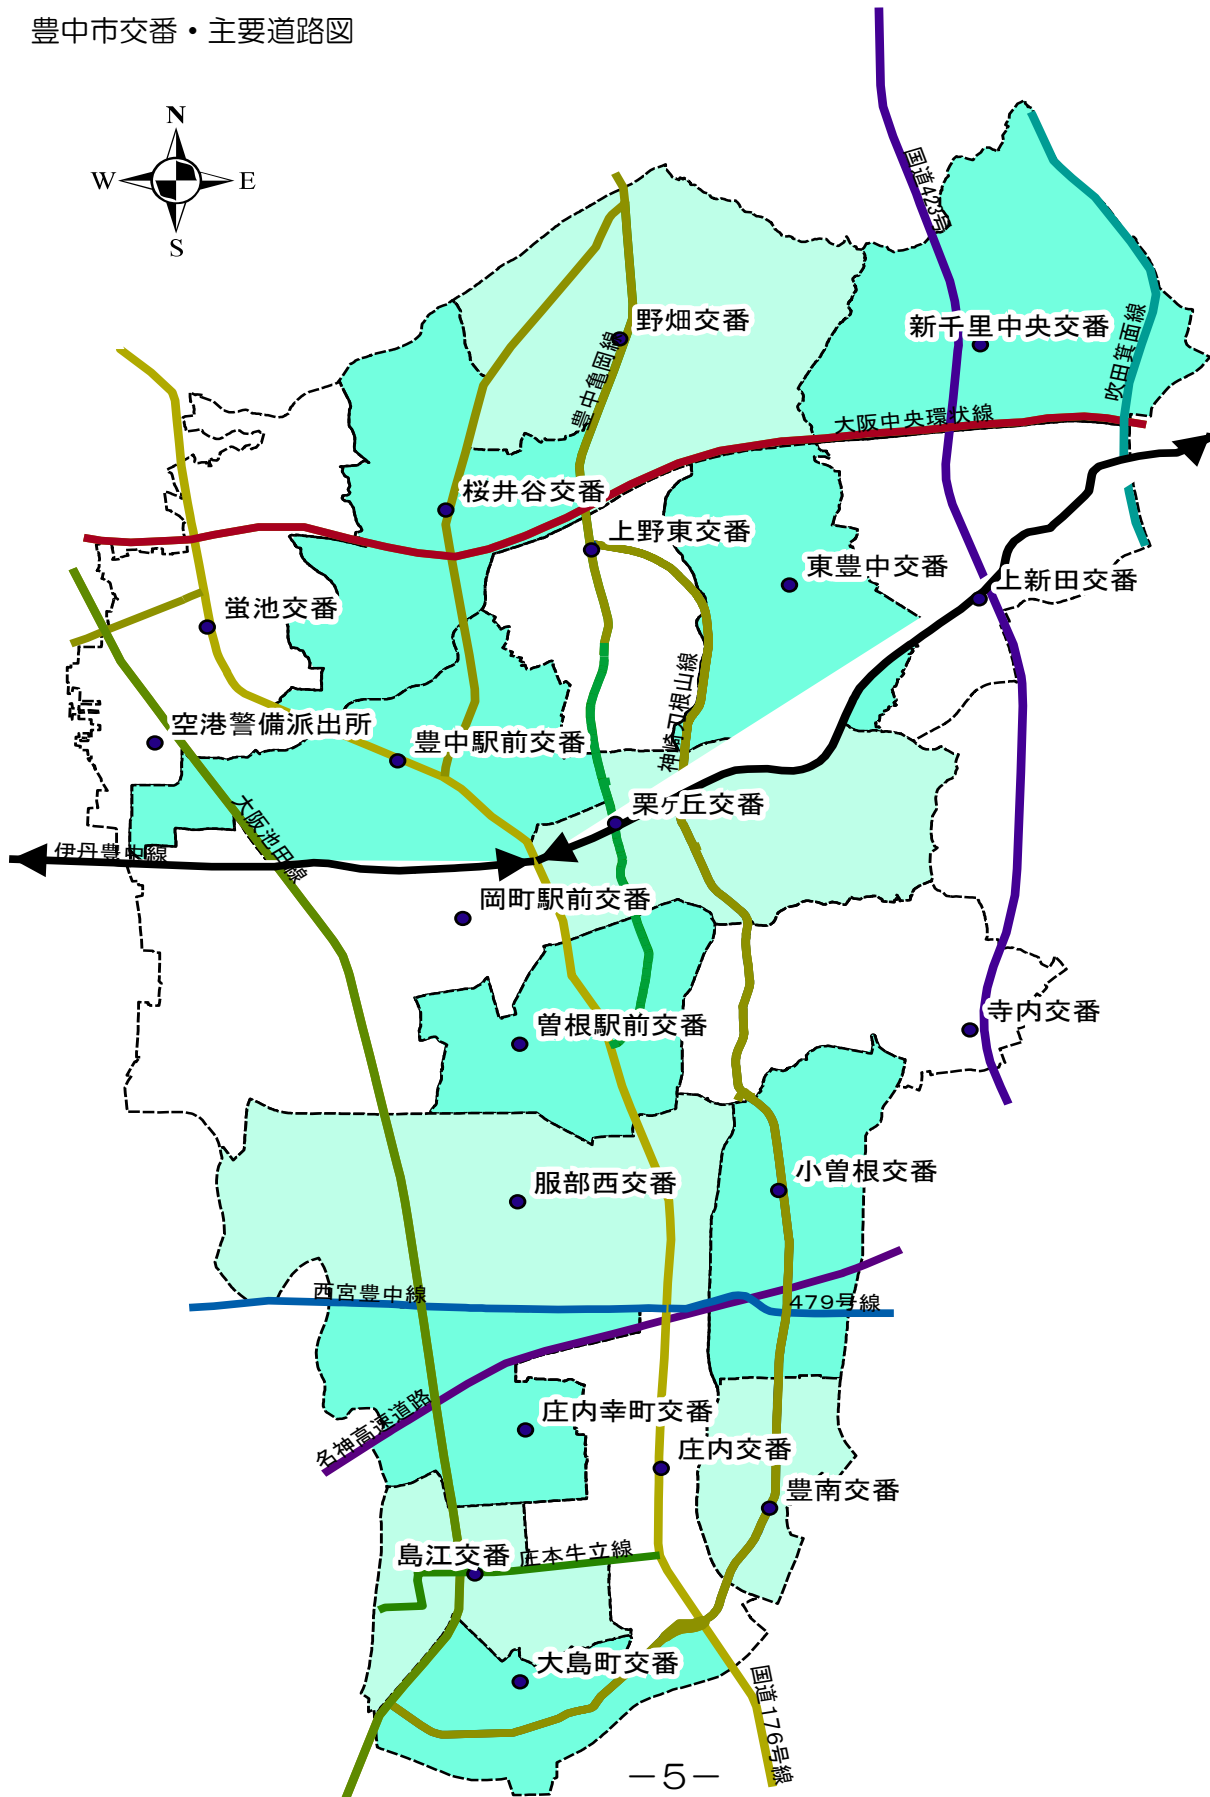 豊中市交番・主要道路図
N
W
E
S
国道423号
野畑交番
新千里中央交番
吹田箕面線
豊中亀岡線
大阪中央環状線
桜井谷交番
上野東交番
東豊中交番
上新田交番
蛍池交番
神崎刀根山線
空港警備派出所
豊中駅前交番
栗ヶ丘交番
大阪池田線
伊丹豊中線
岡町駅前交番
曽根駅前交番
寺内交番
服部西交番
小曽根交番
西宮豊中線
479号線
名神高速道路
庄内幸町交番
庄内交番
豊南交番
島江交番
庄本牛立線
大島町交番
国道176号線
－5－